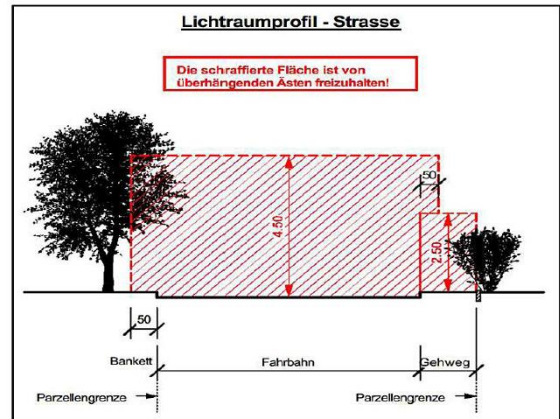 Lichtraumprofil - Strasse
Die schraffierte Fläche ist von
überhängenden Ästen freizuhalten!
50
4.50
2.50
50
Bankett
Fahrbahn
Gehweg
Parzellengrenze
Parzellengrenze